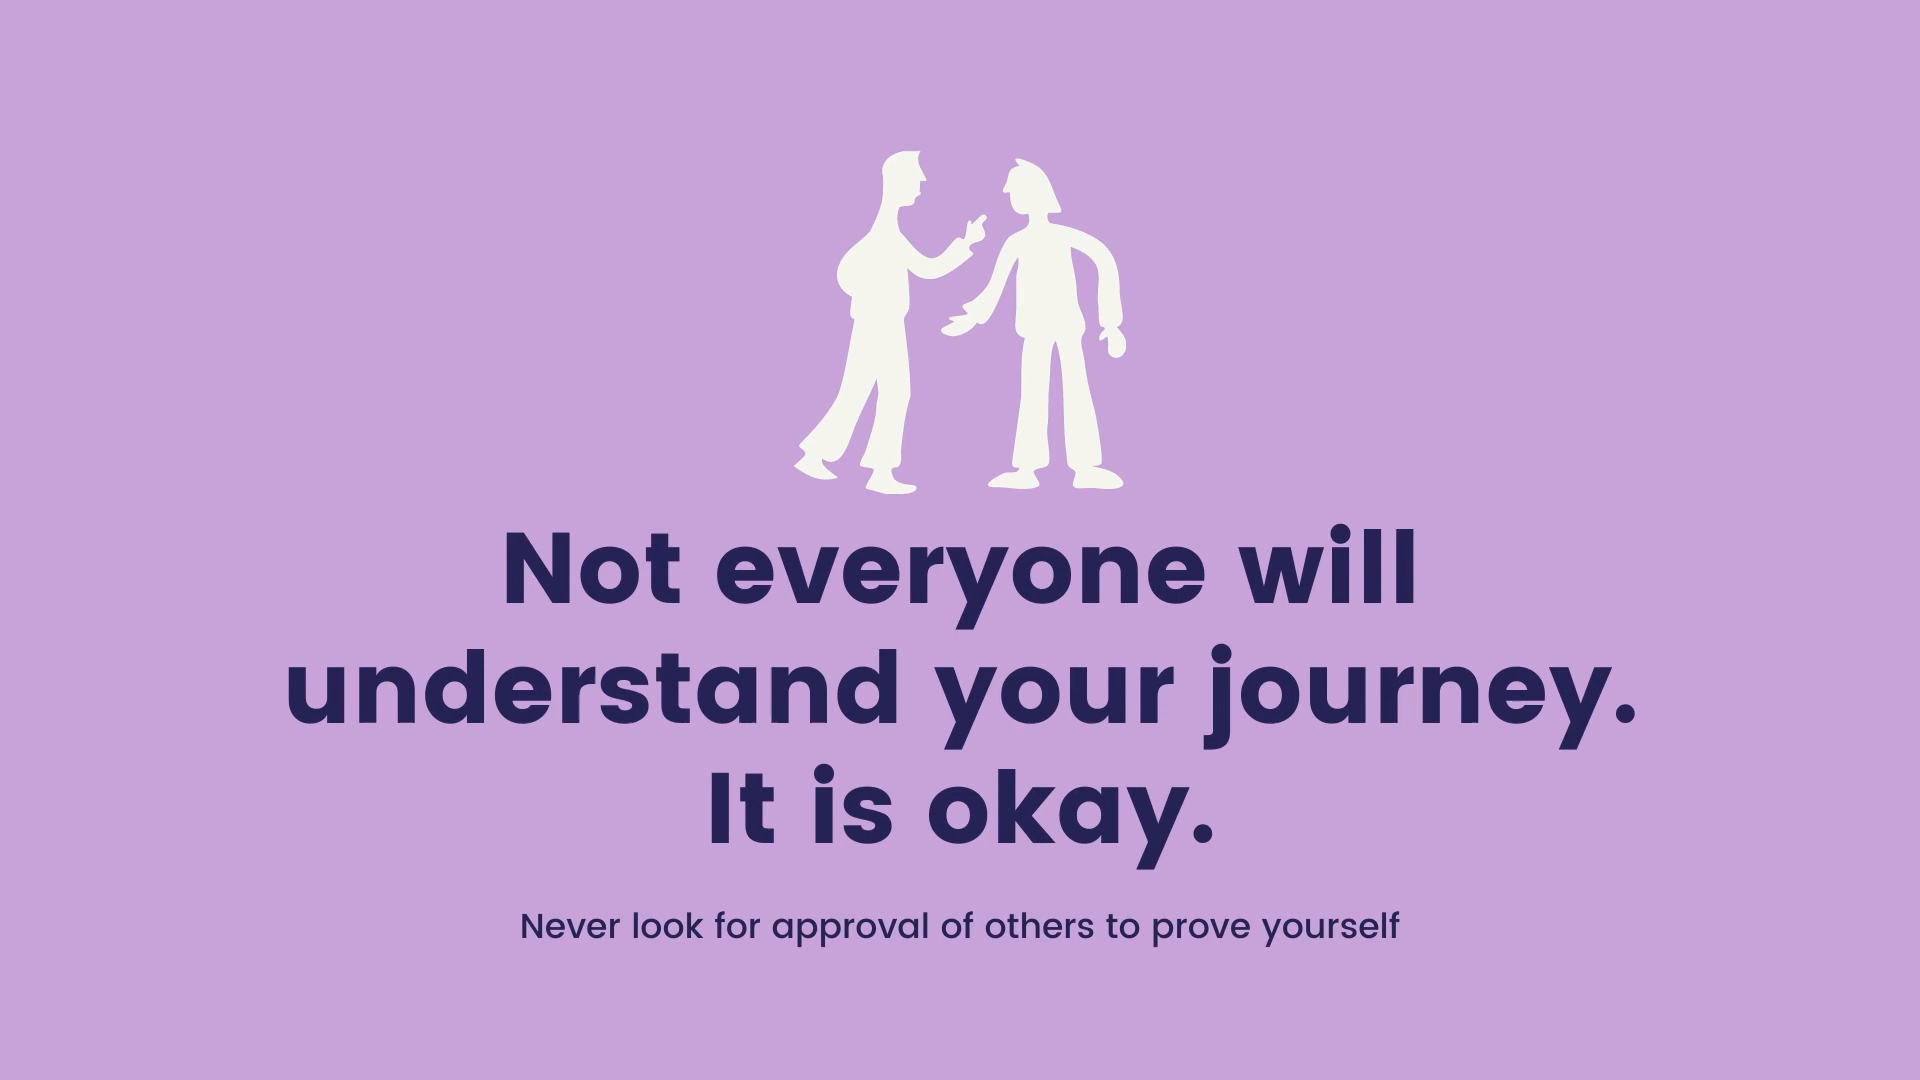 Not everyone will
understand your journey.
It is okay.
Never look for approval of others to prove yourself